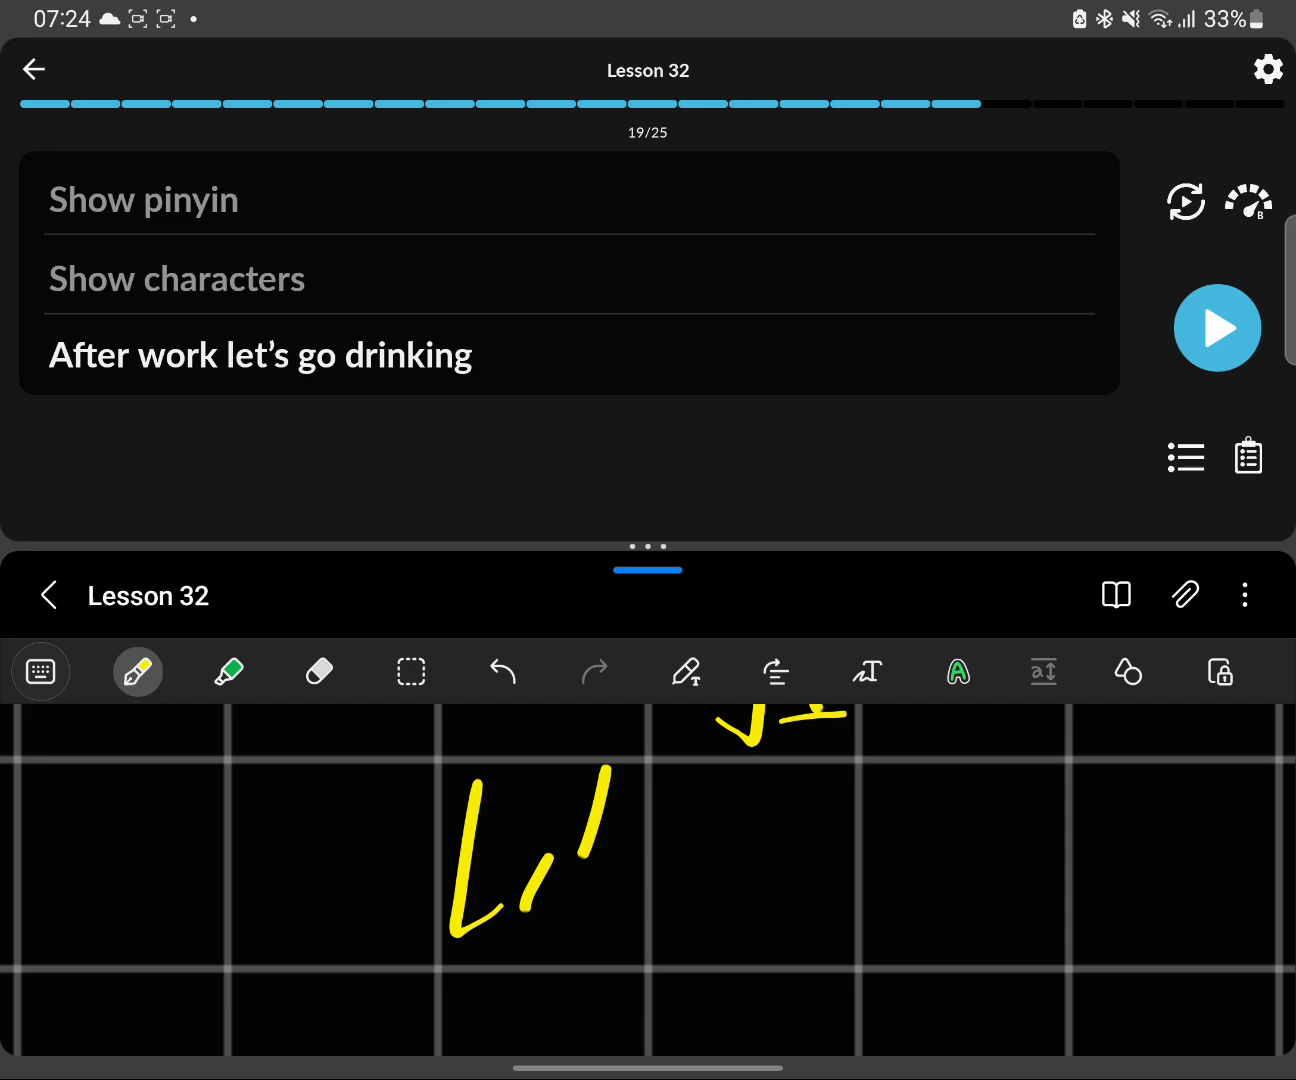 07:24 33%
Lesson 32
19/25
Show pinyin
Show characters
After work let’s go drinking
Lesson 32